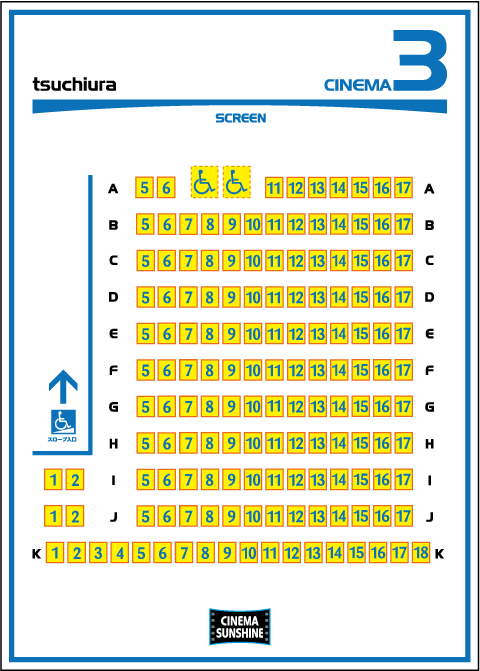 tsuchiura CINEMA 3
SCREEN
A 5 6 11 12 13 14 15 16 17 A
B 5 6 7 8 9 10 11 12 13 14 15 16 17 B
C 5 6 7 8 9 10 11 12 13 14 15 16 17 C
D 5 6 7 8 9 10 11 12 13 14 15 16 17 D
E 5 6 7 8 9 10 11 12 13 14 15 16 17 E
F 5 6 7 8 9 10 11 12 13 14 15 16 17 F
G 5 6 7 8 9 10 11 12 13 14 15 16 17 G
スロープ入口
H 5 6 7 8 9 10 11 12 13 14 15 16 17 H
1 2 I 5 6 7 8 9 10 11 12 13 14 15 16 17 I
1 2 J 5 6 7 8 9 10 11 12 13 14 15 16 17 J
K 1 2 3 4 5 6 7 8 9 10 11 12 13 14 15 16 17 18 K
CINEMA
SUNSHINE